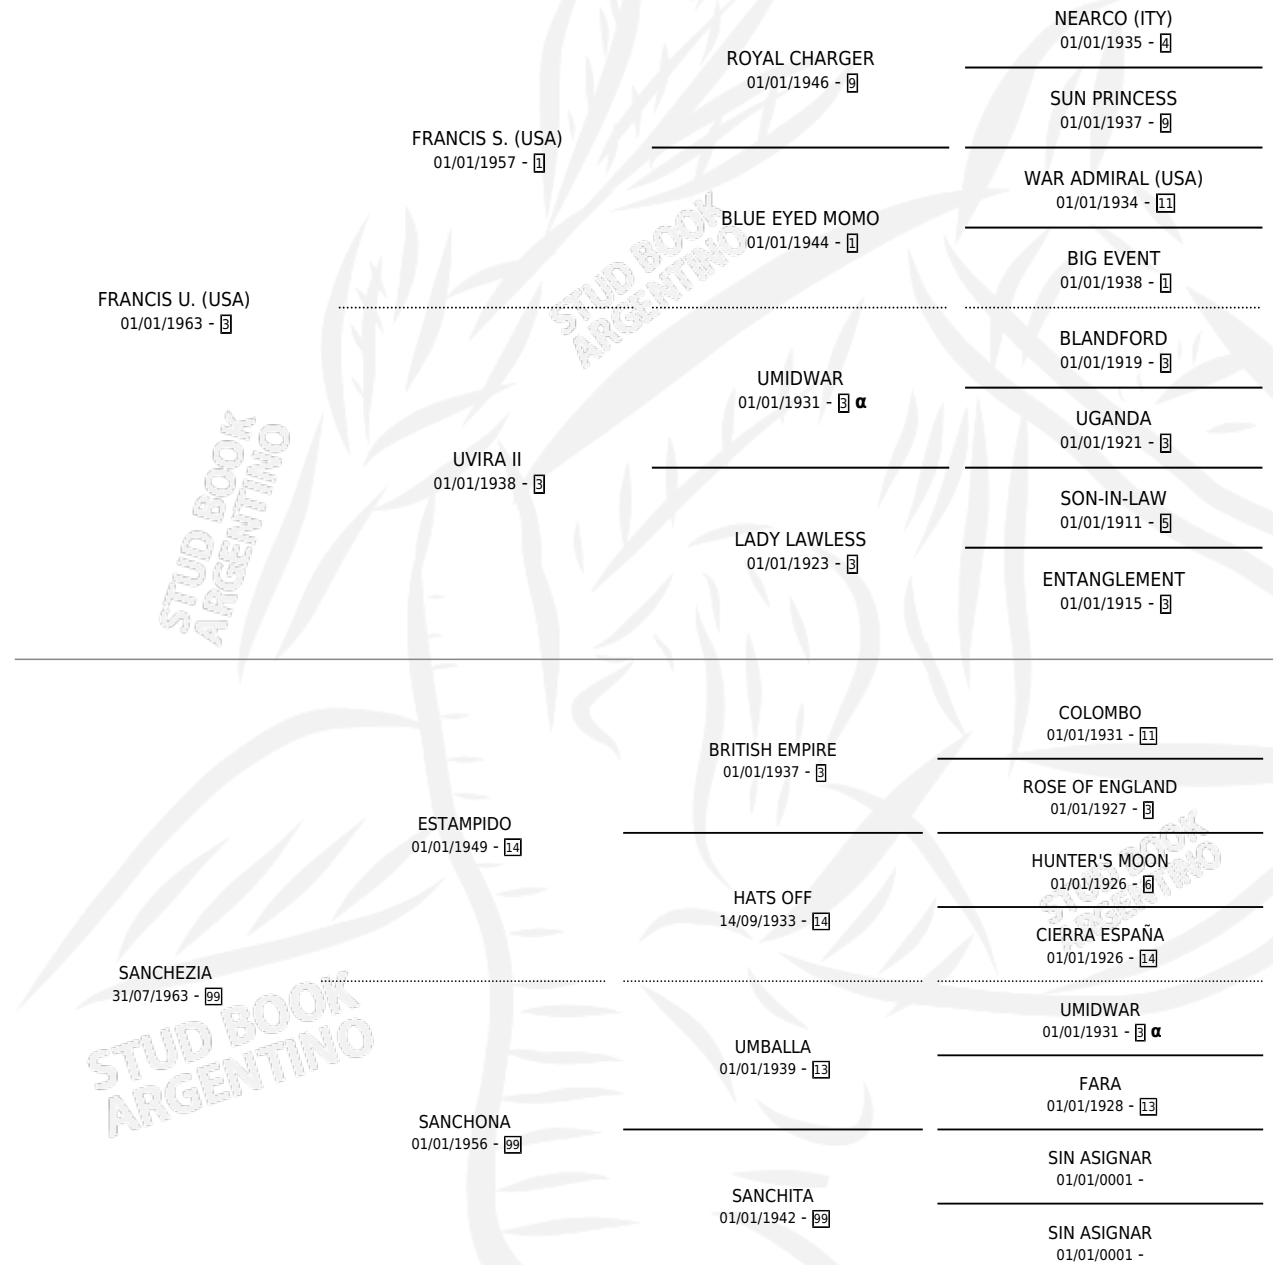 NEARCO (ITY)
01/01/1935 - 4
ROYAL CHARGER
01/01/1946 - 9
SUN PRINCESS
01/01/1937 - 9
FRANCIS S. (USA)
01/01/1957 - 1
WAR ADMIRAL (USA)
01/01/1934 - 11
BLUE EYED MOMO
01/01/1944 - 1
BIG EVENT
01/01/1938 - 1
FRANCIS U. (USA)
01/01/1963 - 3
BLANDFORD
01/01/1919 - 3
UMIDWAR
01/01/1931 - 3 α
UGANDA
01/01/1921 - 3
UVIRA II
01/01/1938 - 3
SON-IN-LAW
01/01/1911 - 5
LADY LAWLESS
01/01/1923 - 3
ENTANGLEMENT
01/01/1915 - 3
COLOMBO
01/01/1931 - 11
BRITISH EMPIRE
01/01/1937 - 3
ROSE OF ENGLAND
01/01/1927 - 3
ESTAMPIDO
01/01/1949 - 14
HUNTER'S MOON
01/01/1926 - 6
HATS OFF
14/09/1933 - 14
CIERRA ESPAÑA
01/01/1926 - 14
SANCHEZIA
31/07/1963 - 99
UMIDWAR
01/01/1931 - 3 α
UMBALLA
01/01/1939 - 13
FARA
01/01/1928 - 13
SANCHONA
01/01/1956 - 99
SIN ASIGNAR
01/01/0001 -
SANCHITA
01/01/1942 - 99
SIN ASIGNAR
01/01/0001 -
STUD BOOK
ARGENTINO
STUD BOOK
ARGENTINO
STUD BOOK
ARGENTINO
STUD BOOK
ARGENTINO